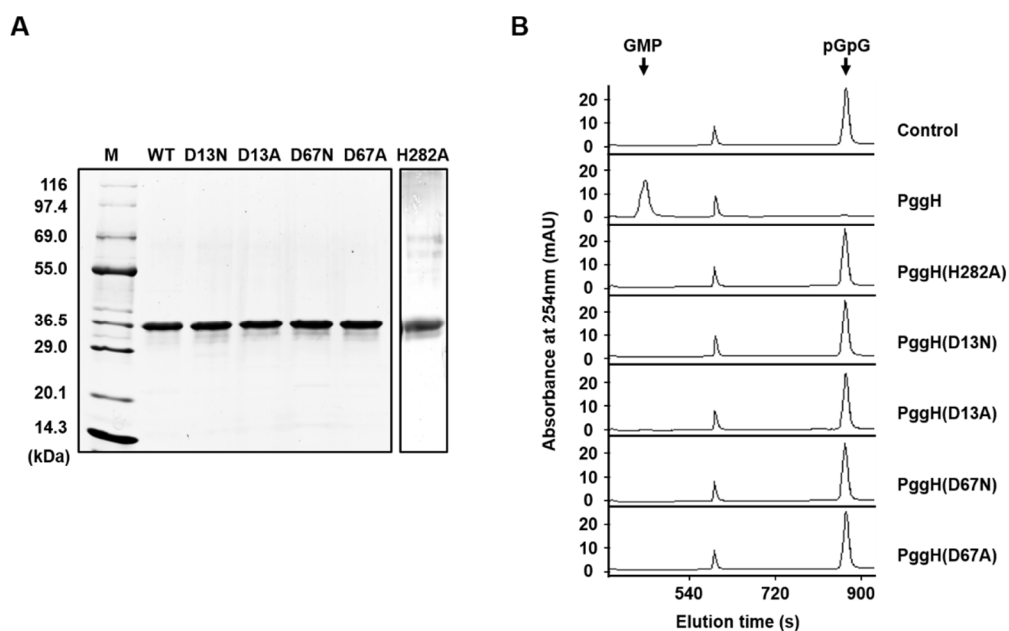 A
B
GMP
pGpG
M WT D13N D13A D67N D67A H282A
116
97.4
69.0
55.0
36.5
29.0
20.1
14.3
(kDa)
Absorbance at 254nm (mAU)
20
10
0
Control
20
10
0
PggH
20
10
0
PggH(H282A)
20
10
0
PggH(D13N)
20
10
0
PggH(D13A)
20
10
0
PggH(D67N)
20
10
0
PggH(D67A)
540 720 900
Elution time (s)